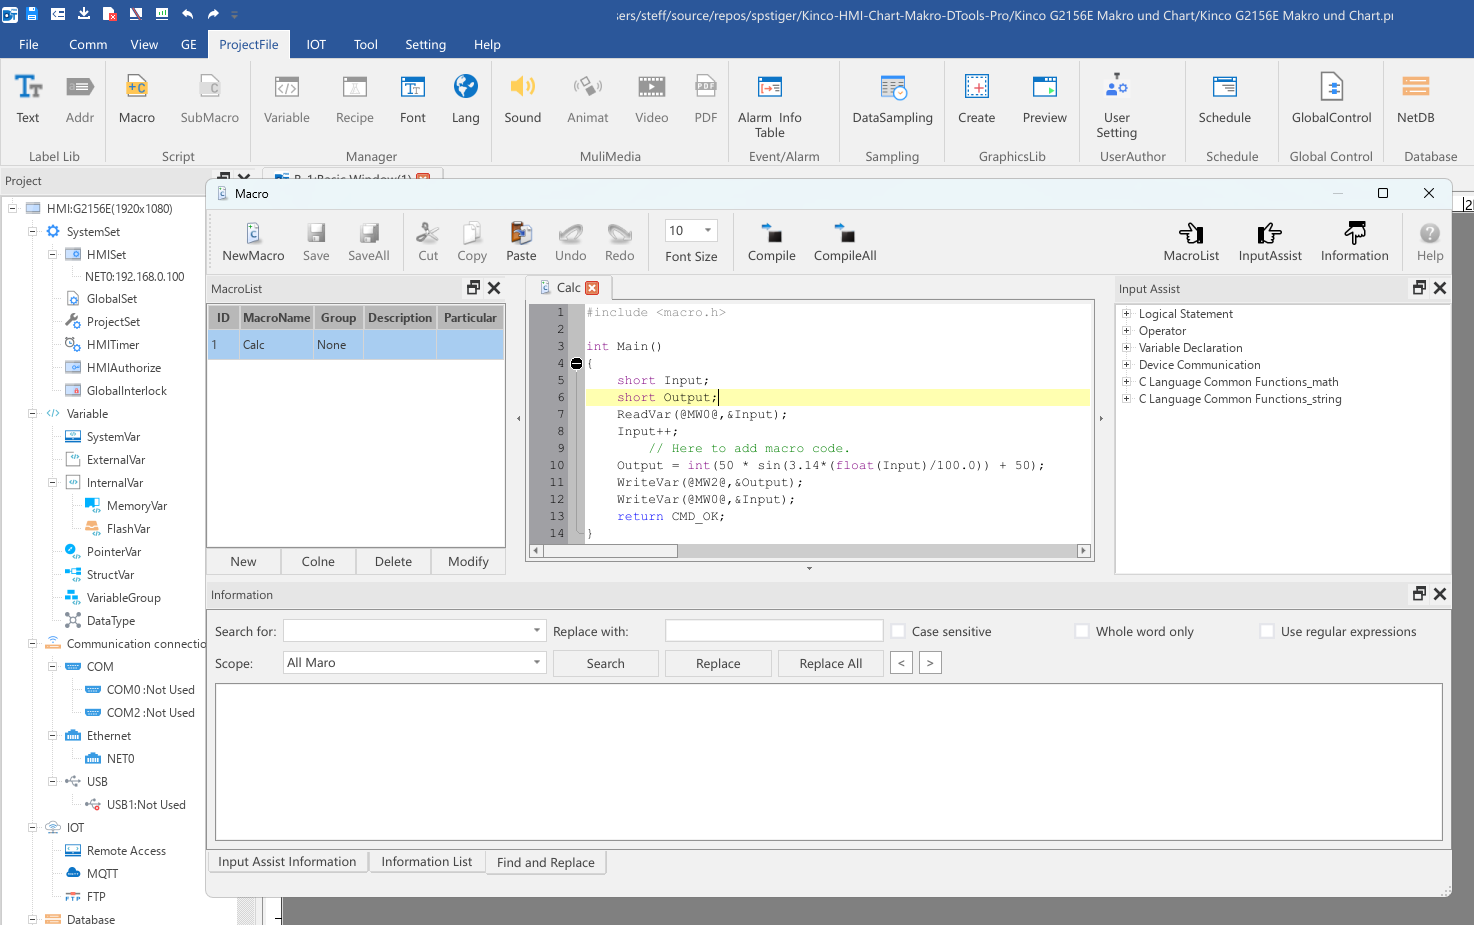 sers/steff/source/repos/spstiger/Kinco-HMI-Chart-Makro-DTools-Pro/Kinco G2156E Makro und Chart/Kinco G2156E Makro und Chart.pr
File Comm View GE ProjectFile IOT Tool Setting Help
Text Addr Macro SubMacro Variable Recipe Font Lang Sound Animat Video PDF Alarm Info Table DataSampling Create Preview User Setting Schedule GlobalControl NetDB
Label Lib Script Manager MuliMedia Event/Alarm Sampling GraphicsLib UserAuthor Schedule Global Control Database
Project
HMI:G2156E(1920x1080)
SystemSet
HMISet
NET0:192.168.0.100
GlobalSet
ProjectSet
HMITimer
HMIAuthorize
GlobalInterlock
Variable
SystemVar
ExternalVar
InternalVar
MemoryVar
FlashVar
PointerVar
StructVar
VariableGroup
DataType
Communication connectio
COM
COM0 :Not Used
COM2 :Not Used
Ethernet
NET0
USB
USB1:Not Used
IOT
Remote Access
MQTT
FTP
Database
Macro
NewMacro Save SaveAll Cut Copy Paste Undo Redo 10 Font Size Compile CompileAll MacroList InputAssist Information Help
MacroList
ID MacroName Group Description Particular
1 Calc None
New Colne Delete Modify
Calc
1 #include <macro.h>
2
3 int Main()
4 {
5 short Input;
6 short Output;
7 ReadVar(@MW0@,&Input);
8 Input++;
9 // Here to add macro code.
10 Output = int(50 * sin(3.14*(float(Input)/100.0)) + 50);
11 WriteVar(@MW2@,&Output);
12 WriteVar(@MW0@,&Input);
13 return CMD_OK;
14 }
Input Assist
Logical Statement
Operator
Variable Declaration
Device Communication
C Language Common Functions_math
C Language Common Functions_string
Information
Search for: Replace with: Case sensitive Whole word only Use regular expressions
Scope: All Maro Search Replace Replace All < >
Input Assist Information Information List Find and Replace